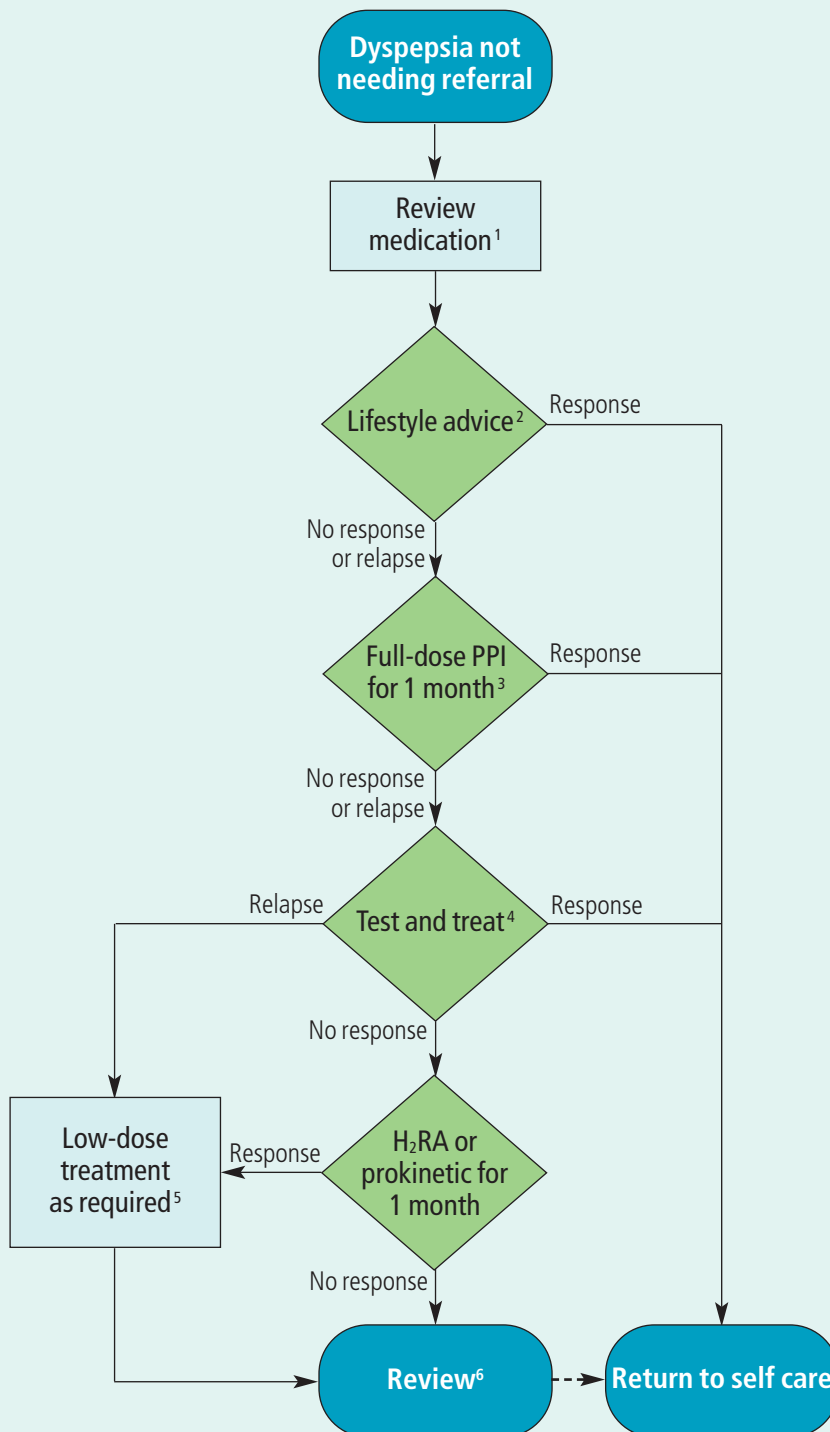 Dyspepsia not
needing referral
Review
medication¹
Lifestyle advice²
Response
No response
or relapse
Full-dose PPI
for 1 month³
Response
No response
or relapse
Relapse
Test and treat⁴
Response
No response
Low-dose
treatment
as required⁵
Response
H₂RA or
prokinetic for
1 month
No response
Review⁶
Return to self care